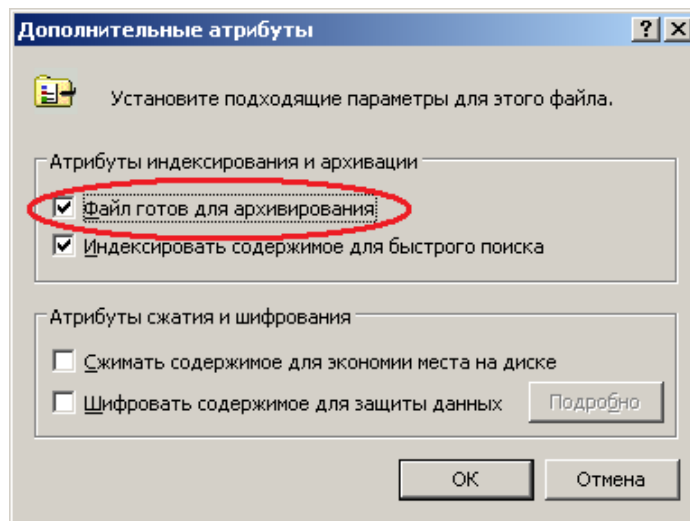 Дополнительные атрибуты
Установите подходящие параметры для этого файла.
Атрибуты индексирования и архивации
Файл готов для архивирования
Индексировать содержимое для быстрого поиска
Атрибуты сжатия и шифрования
Сжимать содержимое для экономии места на диске
Шифровать содержимое для защиты данных Подробно
ОК Отмена